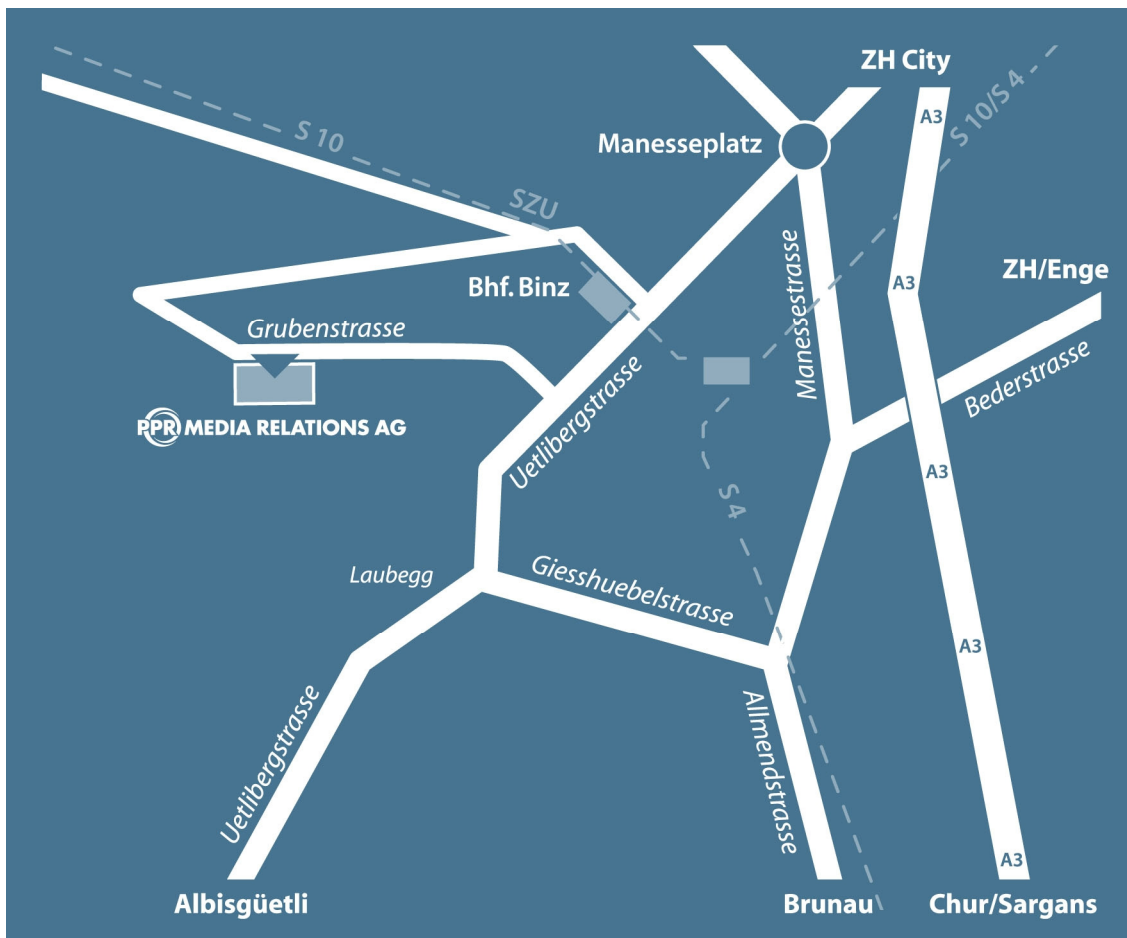 ZH City
A3
S 10/S 4
S 10
Manesseplatz
SZU
Manessestrasse
ZH/Enge
Bhf. Binz
A3
Grubenstrasse
Bederstrasse
Uetlibergstrasse
PPR MEDIA RELATIONS AG
A3
S 4
Laubegg
Giesshuebelstrasse
A3
Uetlibergstrasse
Allmendstrasse
A3
Albisgüetli
Brunau
Chur/Sargans